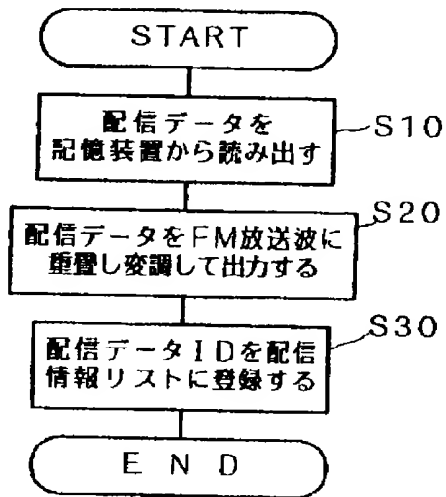 START
配信データを
記憶装置から読み出す
S10
配信データをFM放送波に
重畳し変調して出力する
S20
配信データIDを配信
情報リストに登録する
S30
END